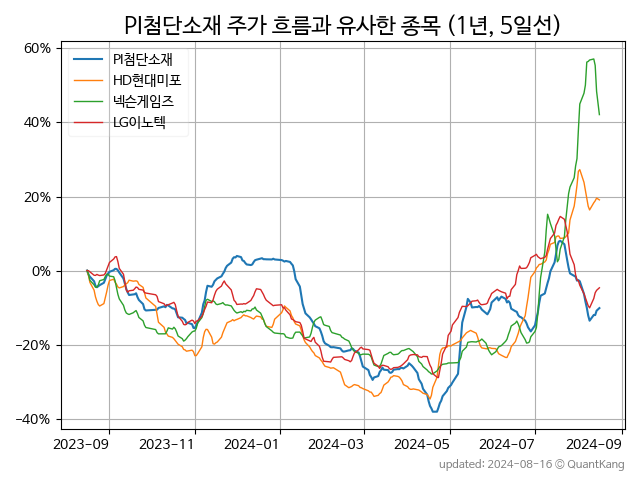 PI첨단소재 주가 흐름과 유사한 종목 (1년, 5일선)
60%
40%
20%
0%
−20%
−40%
PI첨단소재
HD현대미포
넥슨게임즈
LG이노텍
2023-09
2023-11
2024-01
2024-03
2024-05
2024-07
2024-09
updated: 2024-08-16 © QuantKang